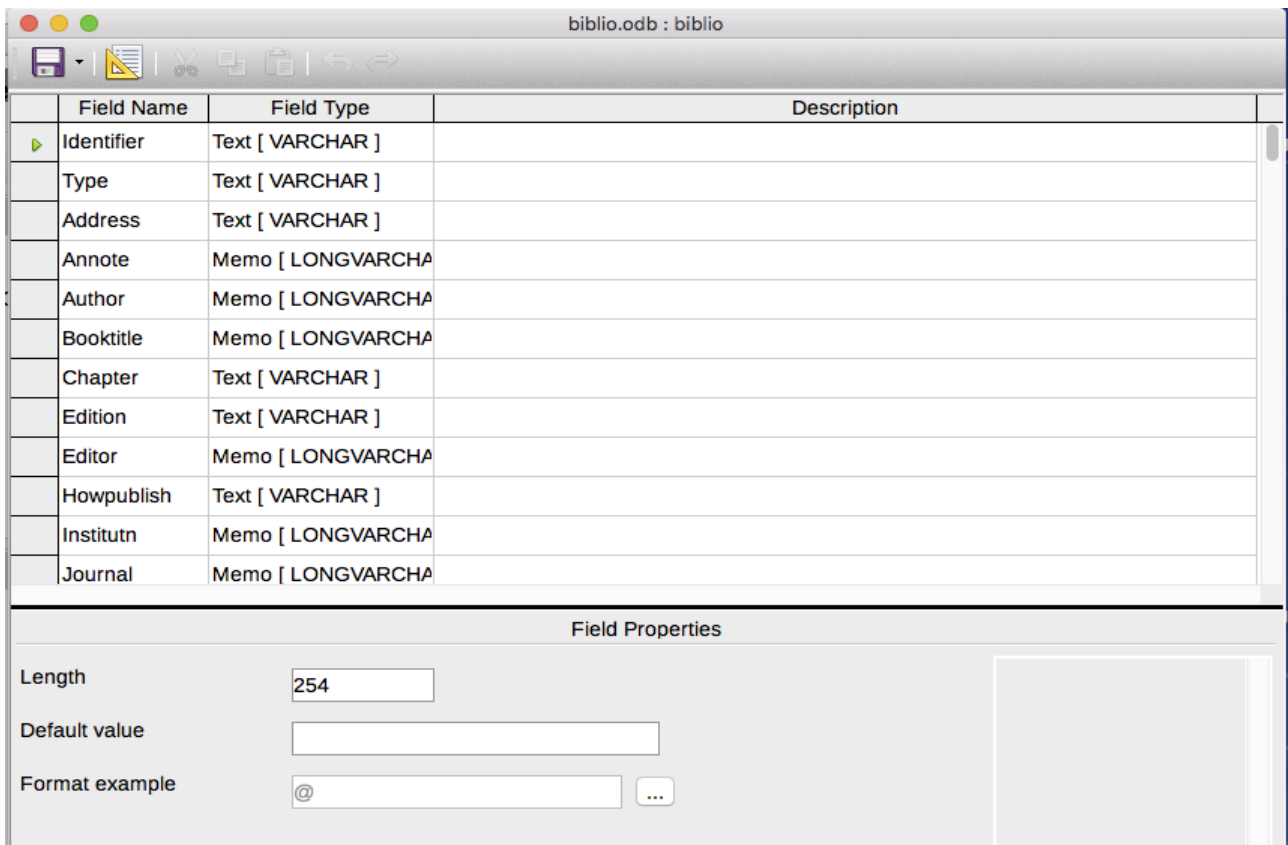 biblio.odb : biblio
Field Name Field Type Description
Identifier Text [ VARCHAR ]
Type Text [ VARCHAR ]
Address Text [ VARCHAR ]
Annote Memo [ LONGVARCHA
Author Memo [ LONGVARCHA
Booktitle Memo [ LONGVARCHA
Chapter Text [ VARCHAR ]
Edition Text [ VARCHAR ]
Editor Memo [ LONGVARCHA
Howpublish Text [ VARCHAR ]
Institutn Memo [ LONGVARCHA
Journal Memo [ LONGVARCHA
Field Properties
Length 254
Default value
Format example @ ...